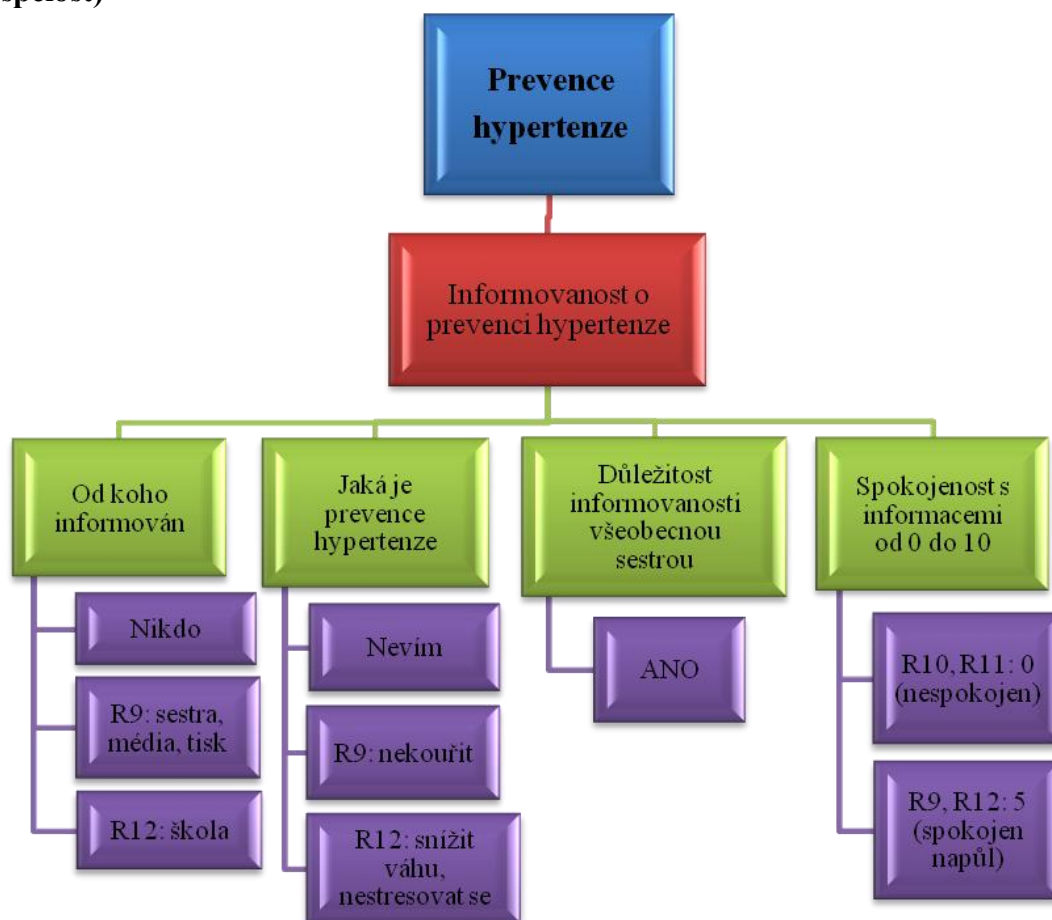 spělost)
Prevence
hypertenze
Informovanost o
prevenci hypertenze
Od koho
informován
Nikdo
R9: sestra,
média, tisk
R12: škola
Jaká je
prevence
hypertenze
Nevím
R9: nekouřit
R12: snížit
váhu,
nestresovat se
Důležitost
informovanosti
všeobecnou
sestrou
ANO
Spokojenost s
informacemi
od 0 do 10
R10, R11: 0
(nespokojen)
R9, R12: 5
(spokojen
napůl)